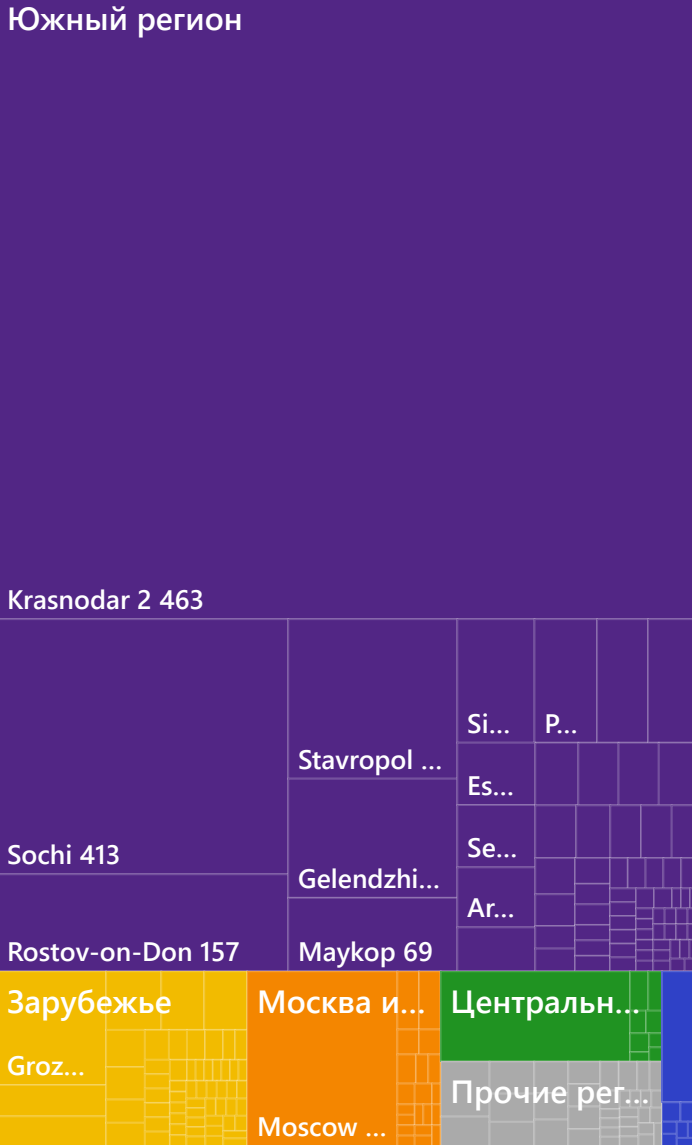 Южный регион
Krasnodar 2 463
Sochi 413
Rostov-on-Don 157
Stavropol ...
Gelendzhi...
Maykop 69
Si...
P...
Es...
Se...
Ar...
Зарубежье
Groz...
Москва и...
Moscow ...
Центральн...
Прочие рег...